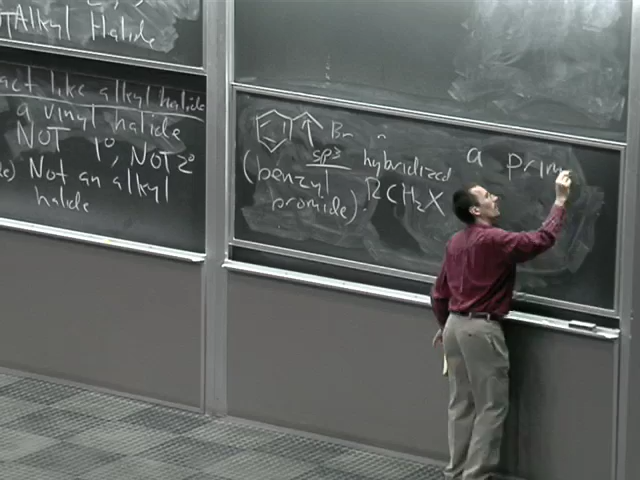 Alkyl Halide
act like alkyl halide
a vinyl halide
NOT 1°, NOT 2°
Not an alkyl
halide
Br
sp3 hybridized a prim
(benzyl RCH2X
bromide)